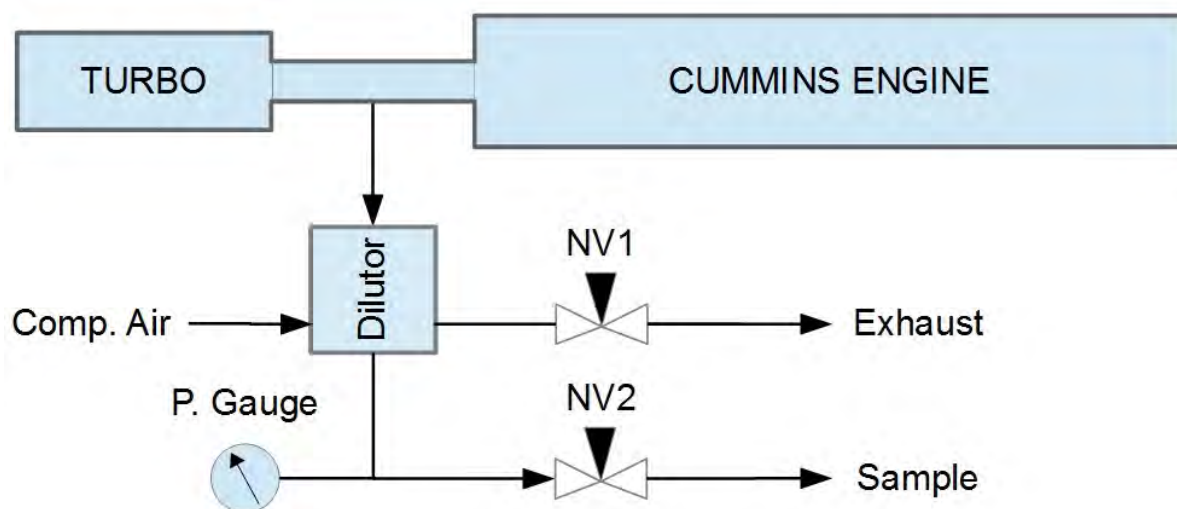 TURBO
CUMMINS ENGINE
Dilutor
NV1
Comp. Air
Exhaust
P. Gauge
NV2
Sample